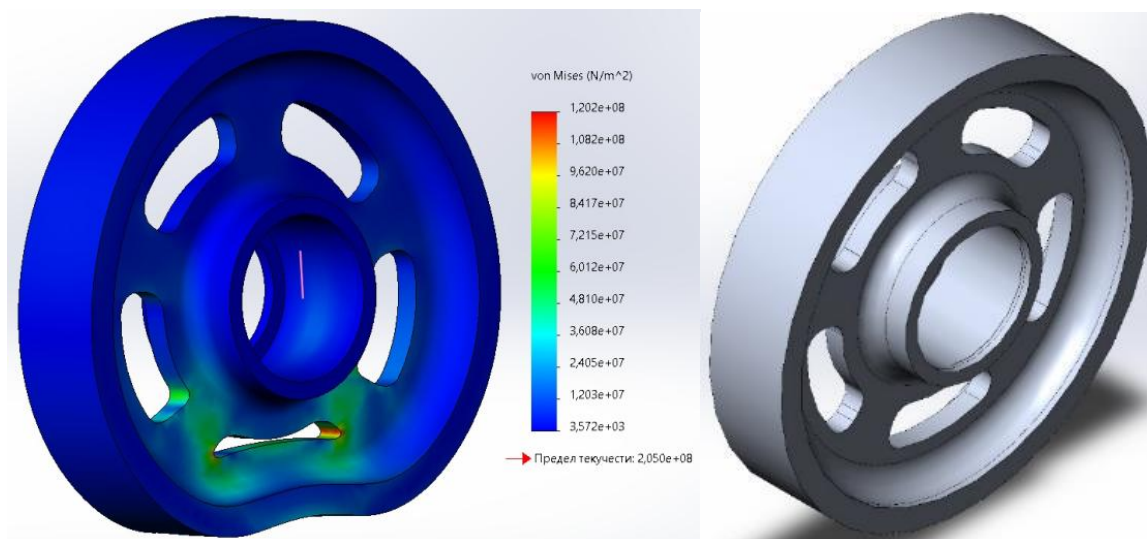 von Mises (N/m^2)
1,202e+08
1,082e+08
9,620e+07
8,417e+07
7,215e+07
6,012e+07
4,810e+07
3,608e+07
2,405e+07
1,203e+07
3,572e+03
Предел текучести: 2,050e+08